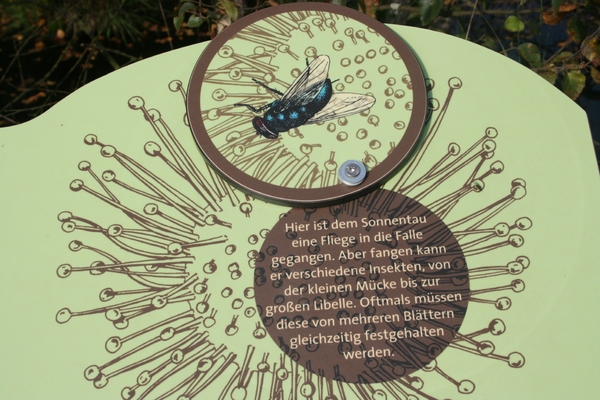 Hier ist dem Sonnentau
eine Fliege in die Falle
gegangen. Aber fangen kann
er verschiedene Insekten, von
der kleinen Mücke bis zur
großen Libelle. Oftmals müssen
diese von mehreren Blättern
gleichzeitig festgehalten
werden.